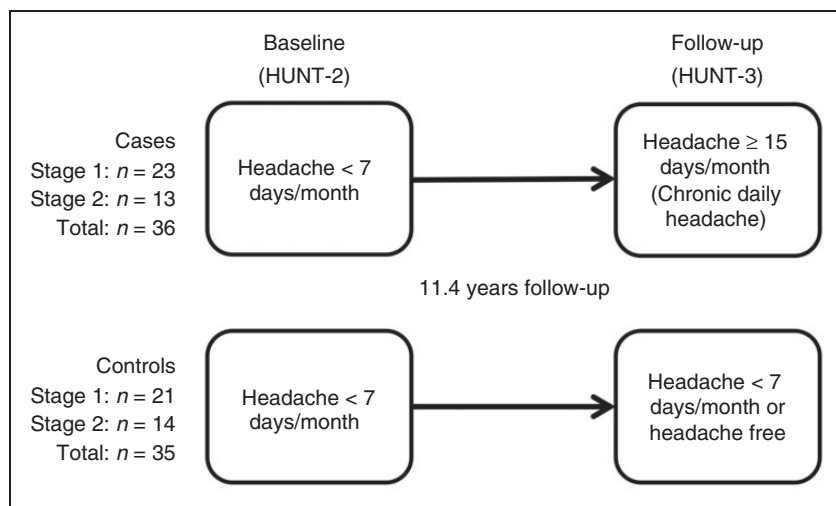 Baseline
(HUNT-2)
Follow-up
(HUNT-3)
Cases
Stage 1: n = 23
Stage 2: n = 13
Total: n = 36
Headache < 7
days/month
Headache ≥ 15
days/month
(Chronic daily
headache)
11.4 years follow-up
Controls
Stage 1: n = 21
Stage 2: n = 14
Total: n = 35
Headache < 7
days/month
Headache < 7
days/month or
headache free